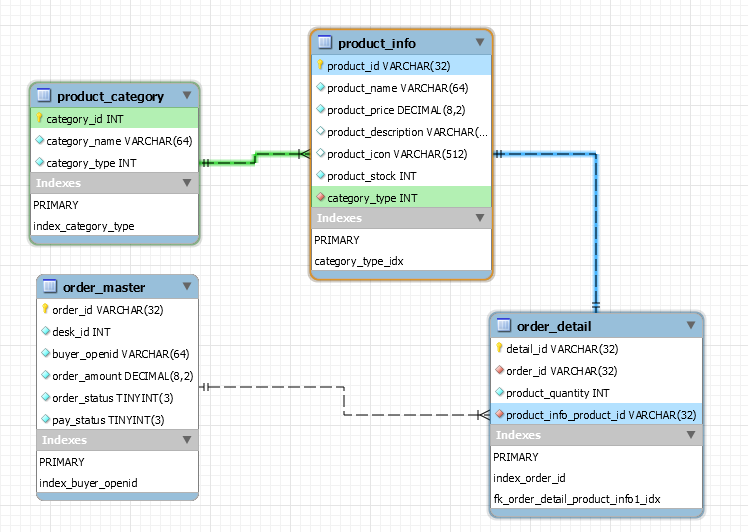 product_category
category_id INT
category_name VARCHAR(64)
category_type INT
Indexes
PRIMARY
index_category_type
product_info
product_id VARCHAR(32)
product_name VARCHAR(64)
product_price DECIMAL(8,2)
product_description VARCHAR(...
product_icon VARCHAR(512)
product_stock INT
category_type INT
Indexes
PRIMARY
category_type_idx
order_master
order_id VARCHAR(32)
desk_id INT
buyer_openid VARCHAR(64)
order_amount DECIMAL(8,2)
order_status TINYINT(3)
pay_status TINYINT(3)
Indexes
PRIMARY
index_buyer_openid
order_detail
detail_id VARCHAR(32)
order_id VARCHAR(32)
product_quantity INT
product_info_product_id VARCHAR(32)
Indexes
PRIMARY
index_order_id
fk_order_detail_product_info1_idx